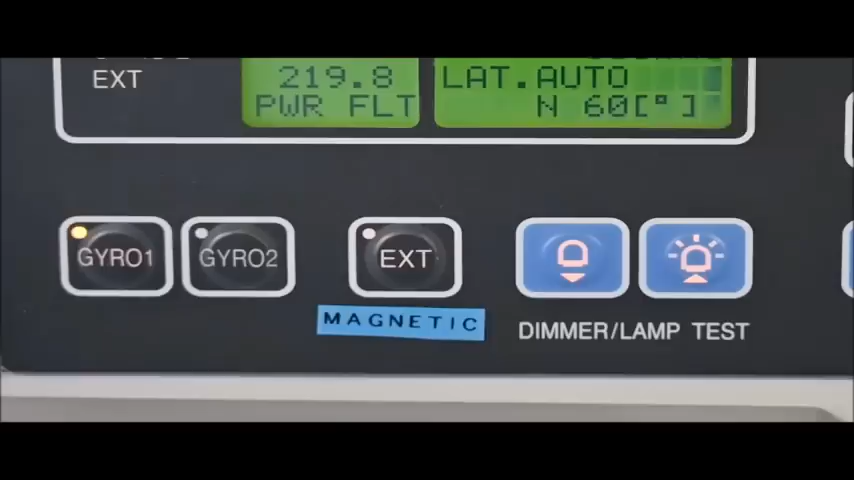 EXT
219.8
LAT.AUTO
PWR FLT
N 60[°]
GYRO1
GYRO2
EXT
MAGNETIC
DIMMER/LAMP TEST